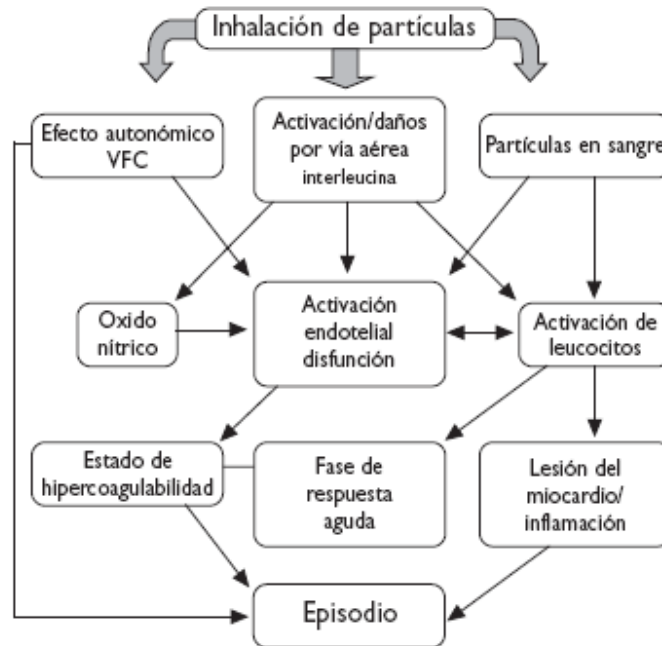 Inhalación de partículas
Efecto autonómico
VFC
Activación/daños
por vía aérea
interleucina
Partículas en sangre
Oxido
nítrico
Activación
endotelial
disfunción
Activación de
leucocitos
Estado de
hipercoagulabilidad
Fase de
respuesta
aguda
Lesión del
miocardio/
inflamación
Episodio